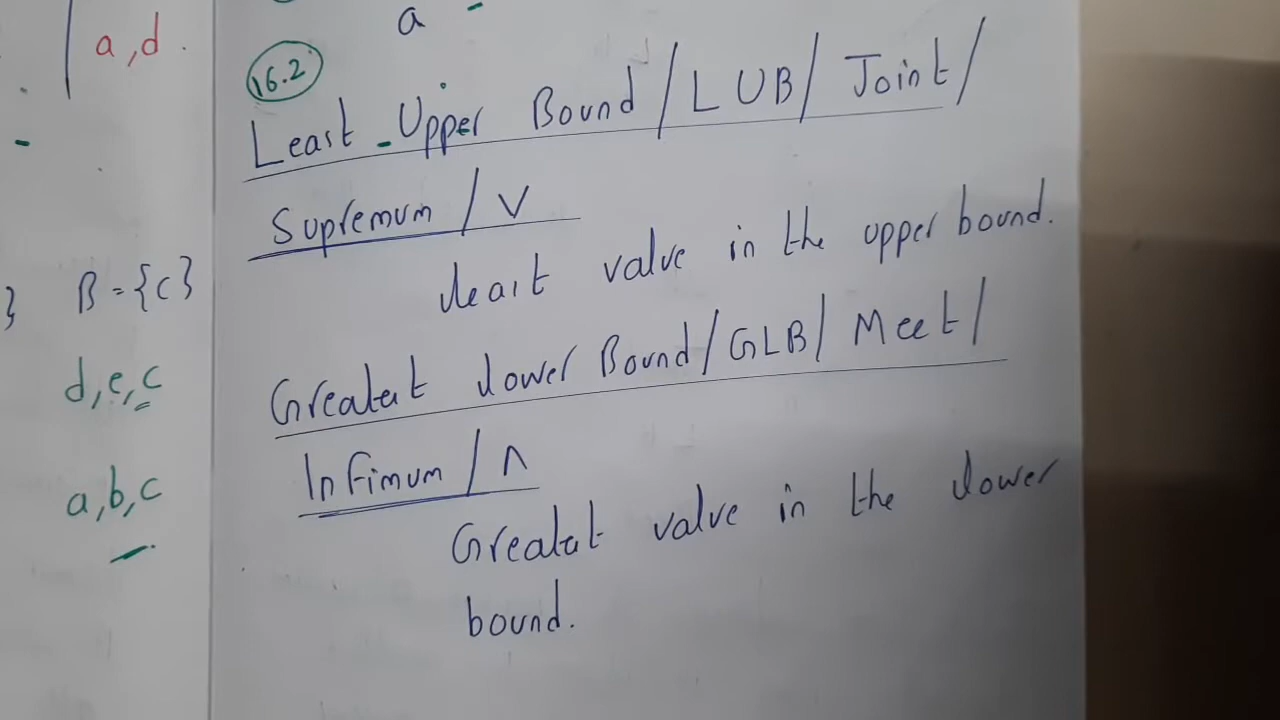 a,d.
} B={c}
d,e,c
a,b,c
a
16.2
Least Upper Bound/LUB/Joint/
Supremum/∨
least value in the upper bound.
Greatest lower Bound/GLB/Meet/
Infimum/∧
Greatest value in the lower
bound.